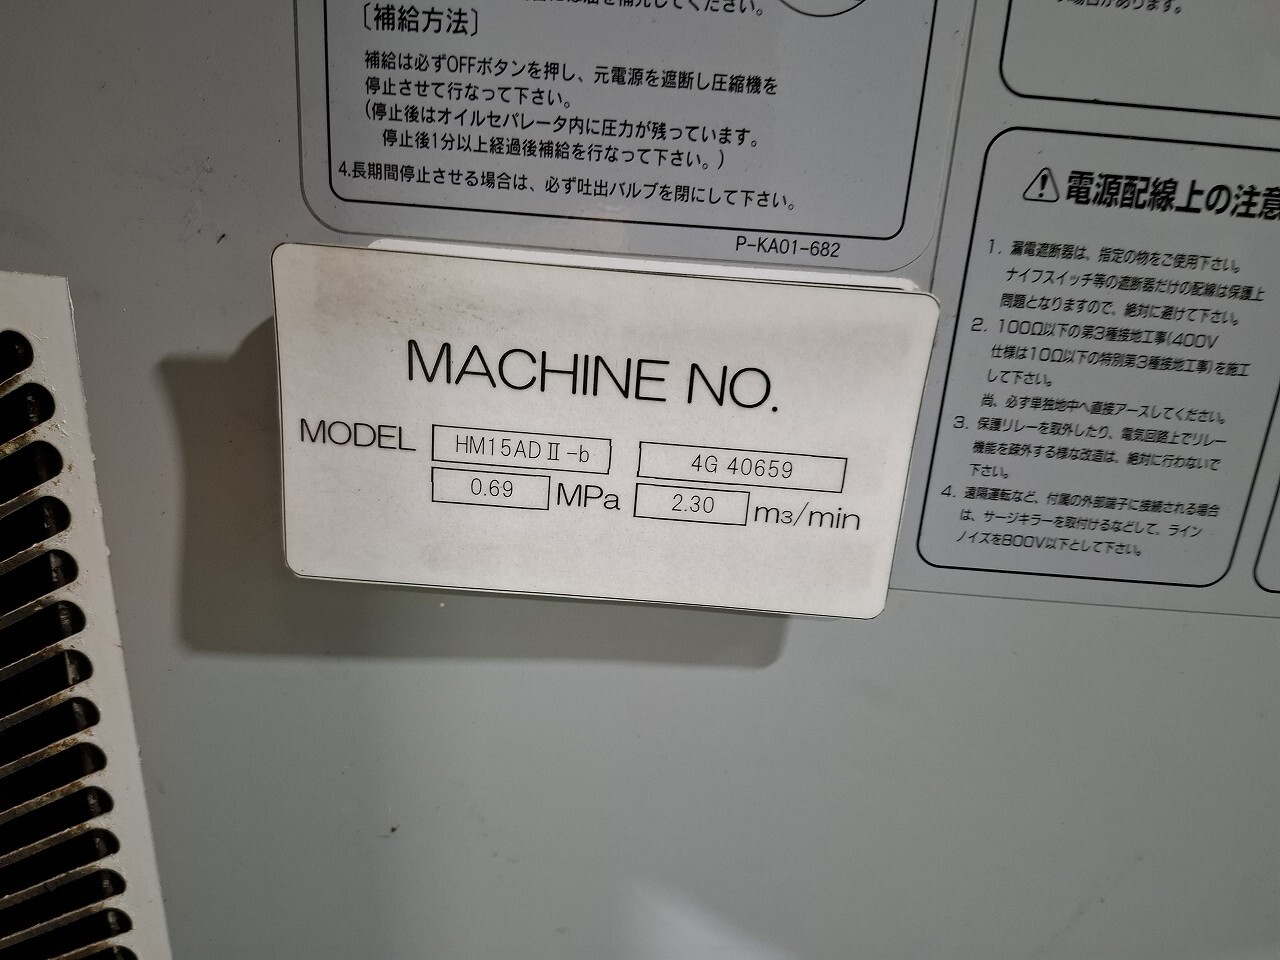 てください。
〔補給方法〕
補給は必ずOFFボタンを押し、元電源を遮断し圧縮機を
停止させて行なって下さい。
(停止後はオイルセパレータ内に圧力が残っています。
停止後1分以上経過後補給を行なって下さい。)
4.長期間停止させる場合は、必ず吐出バルブを閉にして下さい。
P-KA01-682
MACHINE NO.
MODEL HM15ADⅡ-b 4G 40659
0.69 MPa 2.30 m3/min
があります。
電源配線上の注意
1. 漏電遮断器は、指定の物をご使用下さい。
ナイフスイッチ等の遮断器だけの配線は保護上
問題となりますので、絶対に避けて下さい。
2. 100Ω以下の第3種接地工事(400V
仕様は10Ω以下の特別第3種接地工事)を施工
して下さい。
尚、必ず単独地中へ直接アースしてください。
3. 保護リレーを取外したり、電気回路上でリレー
機能を疎外する様な改造は、絶対に行わないで
下さい。
4. 遠隔運転など、付属の外部端子に接続される場合
は、サージキラーを取付けるなどして、ライン
ノイズを800V以下として下さい。